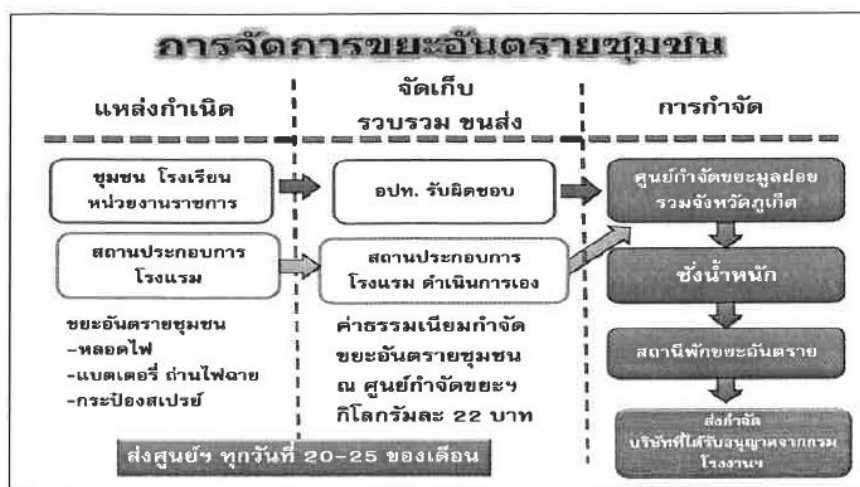 การจัดการขยะอันตรายชุมชน
แหล่งกำเนิด
จัดเก็บ
รวบรวม ขนส่ง
การกำจัด
ชุมชน โรงเรียน
หน่วยงานราชการ
อปท. รับผิดชอบ
ศูนย์กำจัดขยะมูลฝอย
รวมจังหวัดภูเก็ต
สถานประกอบการ
โรงแรม
สถานประกอบการ
โรงแรม ดำเนินการเอง
ชั่งน้ำหนัก
ขยะอันตรายชุมชน
-หลอดไฟ
-แบตเตอรี่ ถ่านไฟฉาย
-กระป๋องสเปรย์
ค่าธรรมเนียมกำจัด
ขยะอันตรายชุมชน
ณ ศูนย์กำจัดขยะฯ
กิโลกรัมละ 22 บาท
สถานีพักขยะอันตราย
ส่งกำจัด
บริษัทที่ได้รับอนุญาตจากกรม
โรงงานฯ
ส่งศูนย์ฯ ทุกวันที่ 20-25 ของเดือน